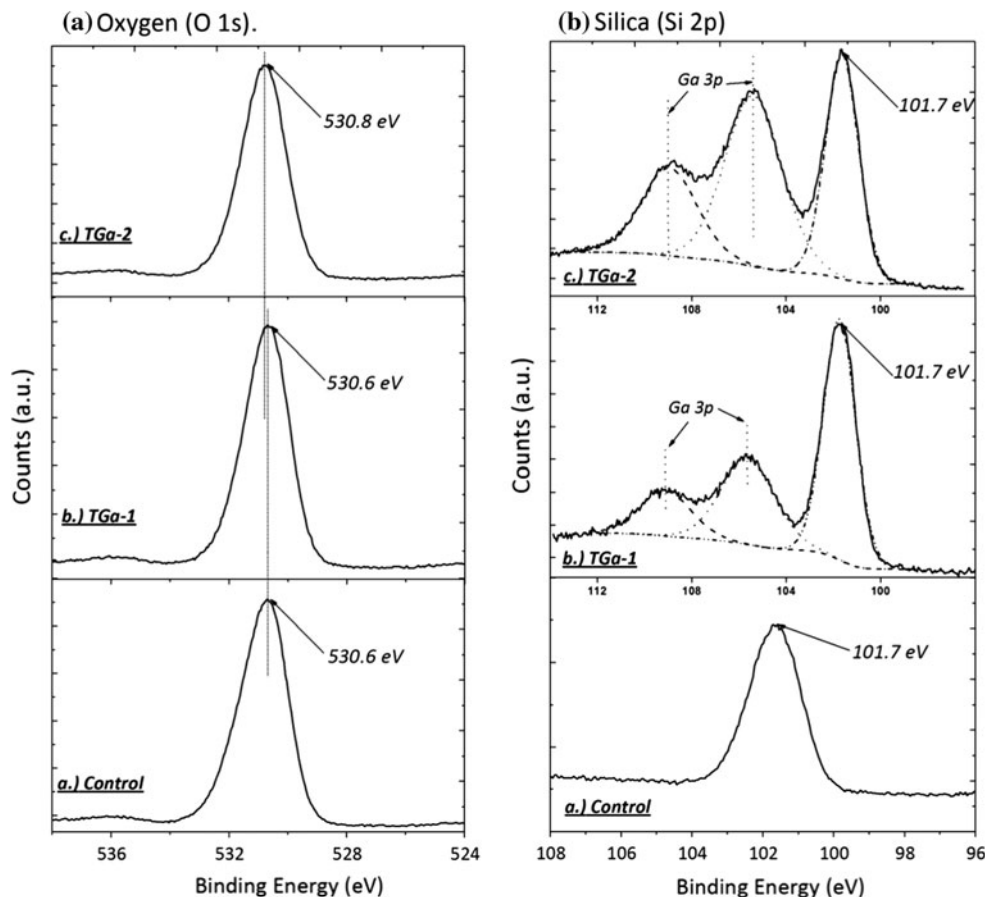 (a) Oxygen (O 1s).
530.8 eV
c.) TGa-2
530.6 eV
b.) TGa-1
530.6 eV
a.) Control
Counts (a.u.)
536 532 528 524
Binding Energy (eV)
(b) Silica (Si 2p)
Ga 3p
101.7 eV
c.) TGa-2
112 108 104 100
Ga 3p
101.7 eV
b.) TGa-1
112 108 104 100
101.7 eV
a.) Control
Counts (a.u.)
108 106 104 102 100 98 96
Binding Energy (eV)